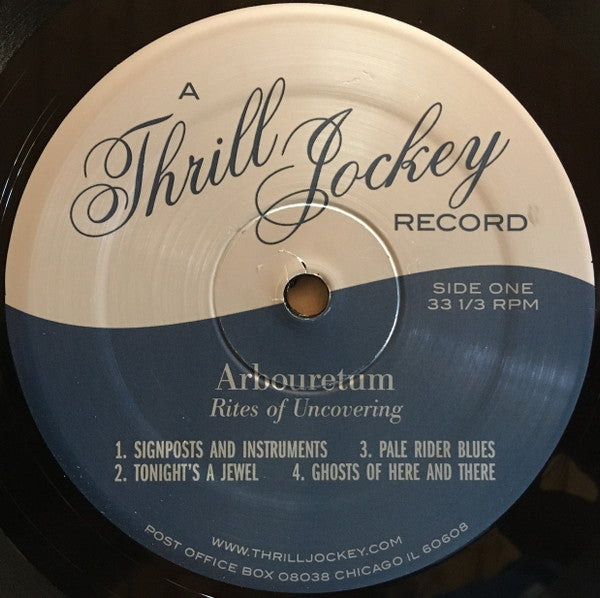 A
Thrill Jockey
RECORD
SIDE ONE
33 1/3 RPM
Arbouretum
Rites of Uncovering
1. SIGNPOSTS AND INSTRUMENTS 3. PALE RIDER BLUES
2. TONIGHT'S A JEWEL 4. GHOSTS OF HERE AND THERE
WWW.THRILLJOCKEY.COM
POST OFFICE BOX 08038 CHICAGO IL 60608